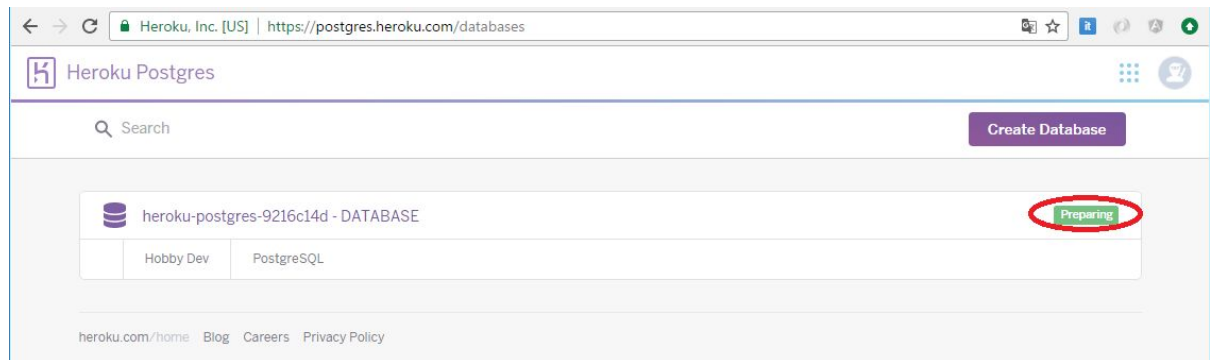 Heroku, Inc. [US] | https://postgres.heroku.com/databases
Heroku Postgres
Search
Create Database
heroku-postgres-9216c14d - DATABASE
Preparing
Hobby Dev PostgreSQL
heroku.com/home Blog Careers Privacy Policy